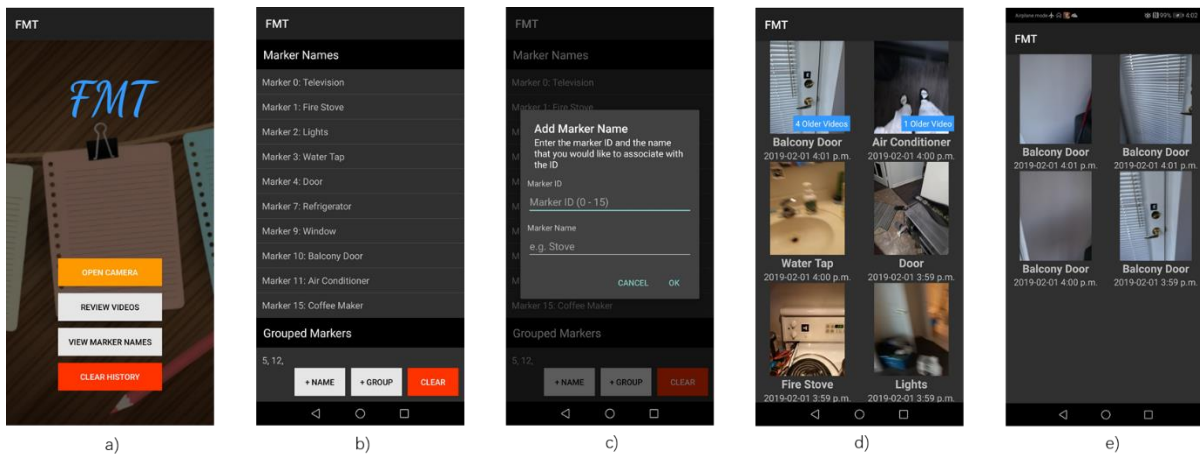 FMT
FMT
OPEN CAMERA
REVIEW VIDEOS
VIEW MARKER NAMES
CLEAR HISTORY
a)
FMT
Marker Names
Marker 0: Television
Marker 1: Fire Stove
Marker 2: Lights
Marker 3: Water Tap
Marker 4: Door
Marker 7: Refrigerator
Marker 9: Window
Marker 10: Balcony Door
Marker 11: Air Conditioner
Marker 15: Coffee Maker
Grouped Markers
5, 12,
+ NAME + GROUP CLEAR
b)
FMT
Marker Names
Marker 0: Television
Marker 1: Fire Stove
Add Marker Name
Enter the marker ID and the name
that you would like to associate with
the ID
Marker ID
Marker ID (0 - 15)
Marker Name
e.g. Stove
CANCEL OK
Marker 15: Coffee Maker
Grouped Markers
5, 12,
+ NAME + GROUP CLEAR
c)
FMT
4 Older Videos 1 Older Video
Balcony Door Air Conditioner
2019-02-01 4:01 p.m. 2019-02-01 4:00 p.m.
Water Tap Door
2019-02-01 4:00 p.m. 2019-02-01 3:59 p.m.
Fire Stove Lights
2019-02-01 3:59 p.m. 2019-02-01 3:59 p.m.
d)
Airplane mode 99% 4:02
FMT
Balcony Door Balcony Door
2019-02-01 4:01 p.m. 2019-02-01 4:01 p.m.
Balcony Door Balcony Door
2019-02-01 4:00 p.m. 2019-02-01 3:59 p.m.
e)